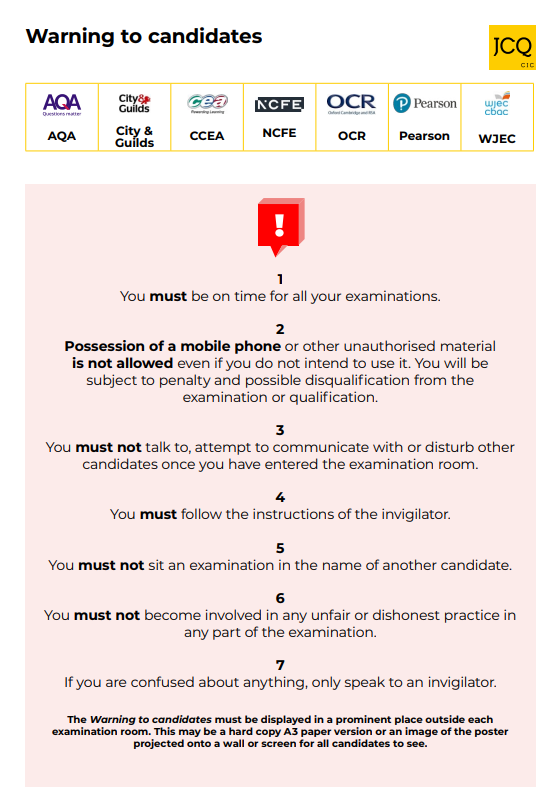 Warning to candidates
JCQ
CIC
AQA
Questions matter
City&
Guilds
cea
Rewarding Learning
NCFE
OCR
Oxford Cambridge and RSA
Pearson
wjec
cbac
AQA
City &
Guilds
CCEA
NCFE
OCR
Pearson
WJEC
!
1
You must be on time for all your examinations.
2
Possession of a mobile phone or other unauthorised material
is not allowed even if you do not intend to use it. You will be
subject to penalty and possible disqualification from the
examination or qualification.
3
You must not talk to, attempt to communicate with or disturb other
candidates once you have entered the examination room.
4
You must follow the instructions of the invigilator.
5
You must not sit an examination in the name of another candidate.
6
You must not become involved in any unfair or dishonest practice in
any part of the examination.
7
If you are confused about anything, only speak to an invigilator.
The Warning to candidates must be displayed in a prominent place outside each
examination room. This may be a hard copy A3 paper version or an image of the poster
projected onto a wall or screen for all candidates to see.